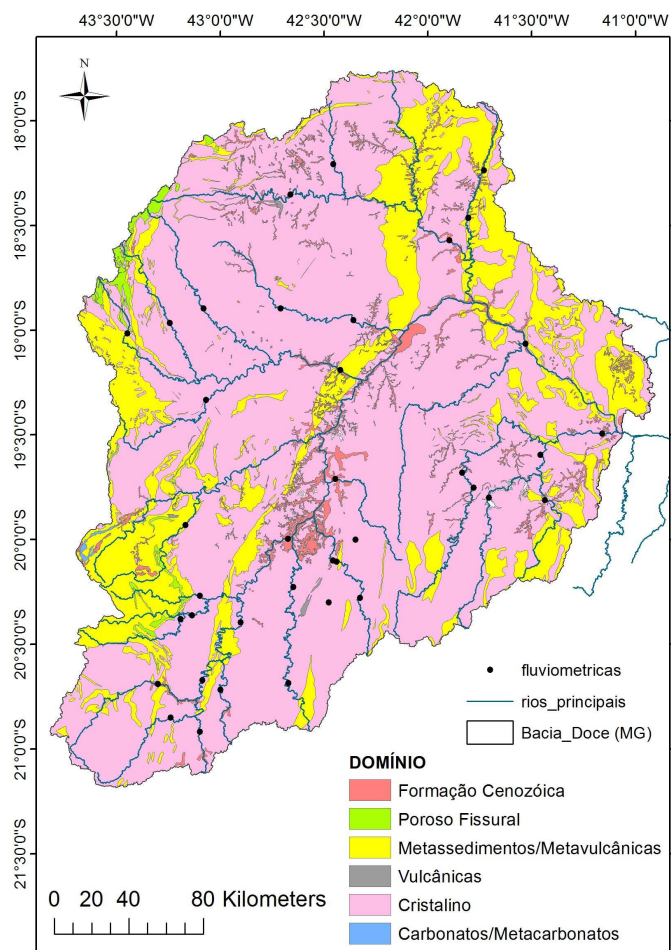 43°30'0"W 43°00'0"W 42°30'0"W 42°00'0"W 41°30'0"W 41°00'0"W
N
18°0'0"S
18°30'0"S
19°0'0"S
19°30'0"S
20°0'0"S
20°30'0"S
21°0'0"S
21°30'0"S
fluviometricas
rios_principais
Bacia_Doce (MG)
DOMÍNIO
Formação Cenozóica
Poroso Fissural
Metassedimentos/Metavulcânicas
Vulcânicas
Cristalino
Carbonatos/Metacarbonatos
0 20 40 80 Kilometers